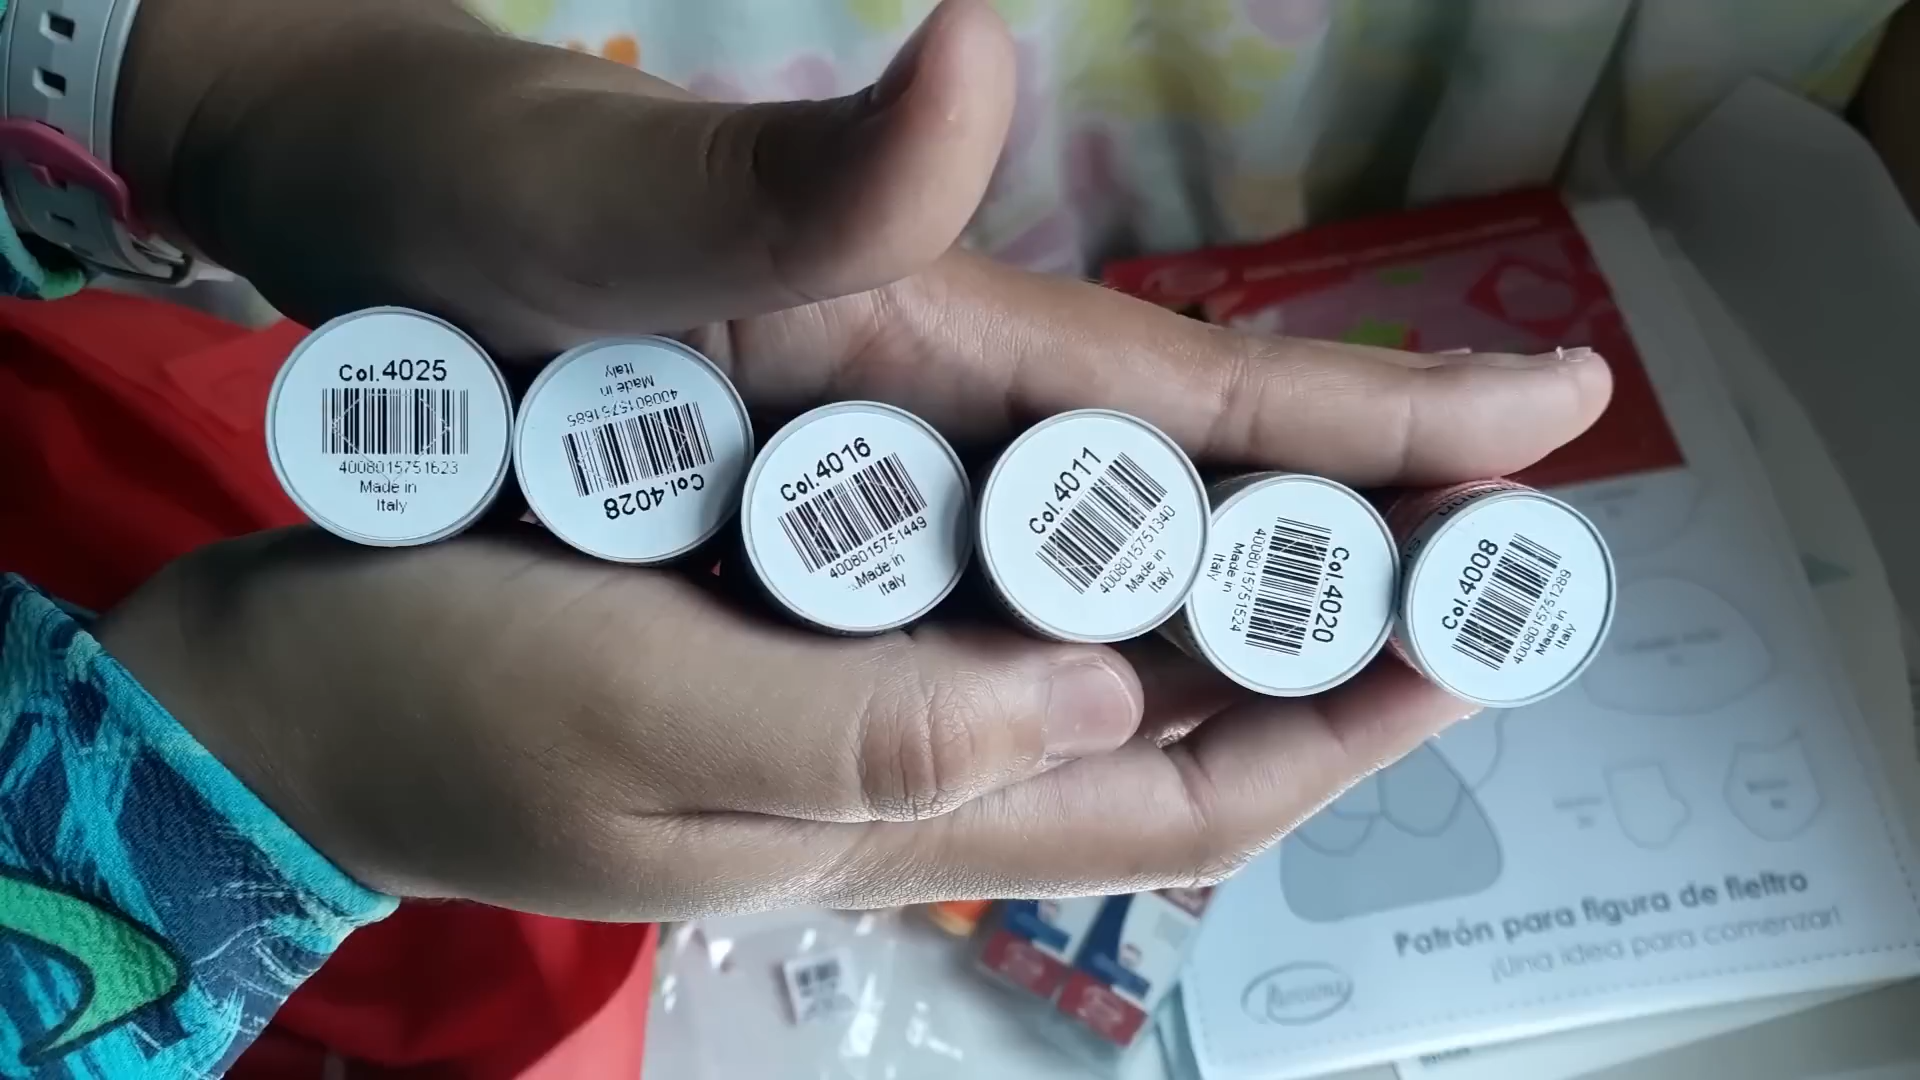 Col.4025
4008015751623
Made in
Italy
Col.4028
4008015751685
Made in
Italy
Col.4016
4008015751449
Made in
Italy
Col.4011
4008015751340
Made in
Italy
Col.4020
4008015751524
Made in
Italy
Col.4008
4008015751289
Made in
Italy
Patrón para figura de fieltro
¡Una idea para comenzar!